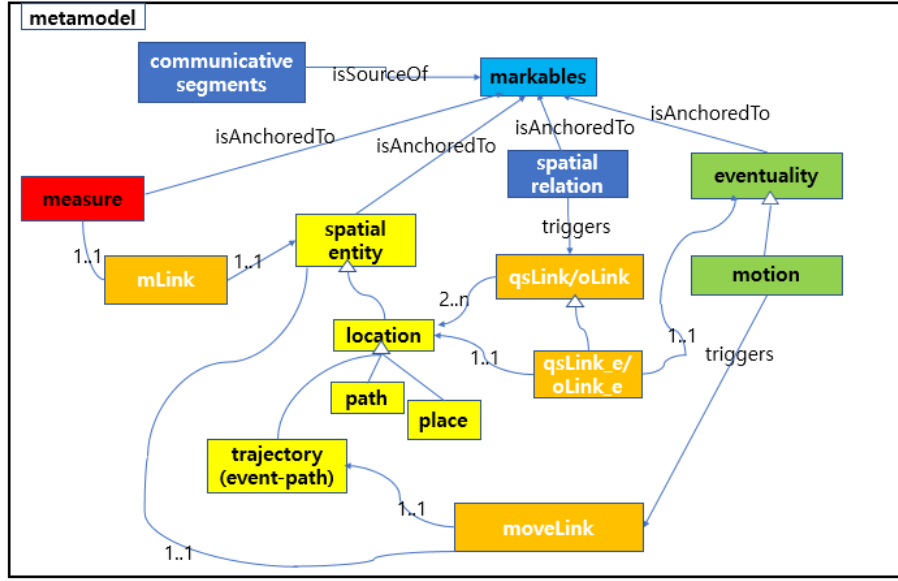 metamodel
communicative
segments
isSourceOf
markables
isAnchoredTo
isAnchoredTo
isAnchoredTo
isAnchoredTo
measure
spatial
relation
eventuality
1..1
mLink
1..1
spatial
entity
triggers
qsLink/oLink
motion
2..n
location
1..1
qsLink_e/
oLink_e
1..1
triggers
path
place
trajectory
(event-path)
1..1
moveLink
1..1